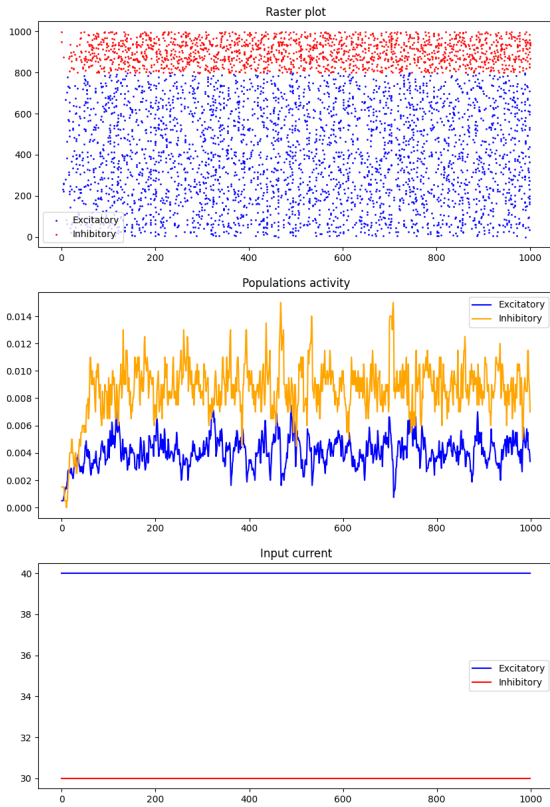 Raster plot
1000
800
600
400
200
0
Excitatory
Inhibitory
0 200 400 600 800 1000
Populations activity
0.014
0.012
0.010
0.008
0.006
0.004
0.002
0.000
Excitatory
Inhibitory
0 200 400 600 800 1000
Input current
40
38
36
34
32
30
Excitatory
Inhibitory
0 200 400 600 800 1000